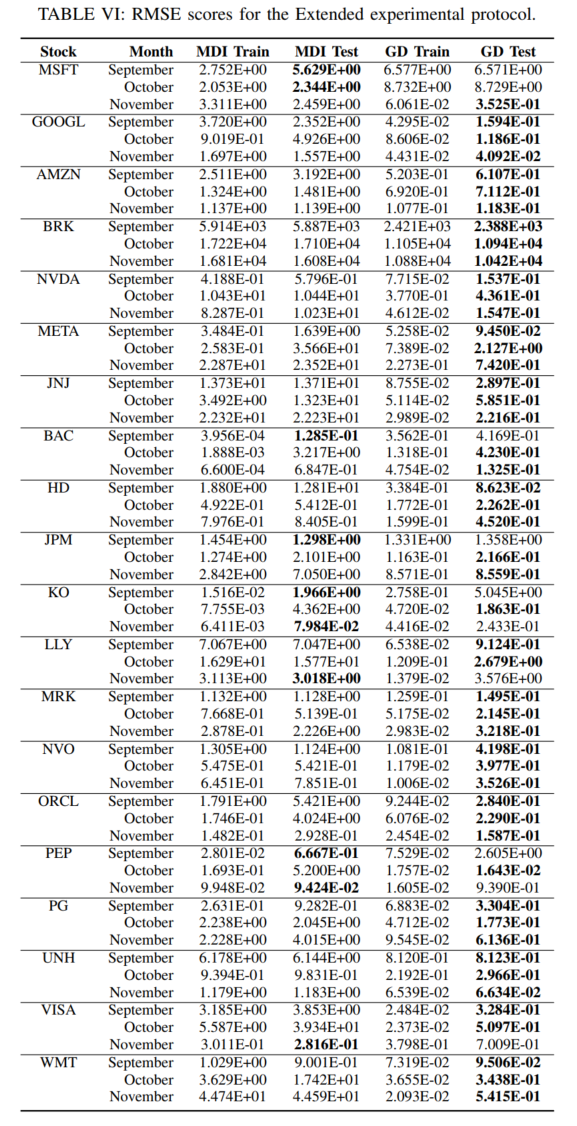 TABLE VI: RMSE scores for the Extended experimental protocol.
Stock Month MDI Train MDI Test GD Train GD Test
MSFT September 2.752E+00 5.629E+00 6.577E+00 6.571E+00
October 2.053E+00 2.344E+00 8.732E+00 8.729E+00
November 3.311E+00 2.459E+00 6.061E-02 3.525E-01
GOOGL September 3.720E+00 2.352E+00 4.295E-02 1.594E-01
October 9.019E-01 4.926E+00 8.606E-02 1.186E-01
November 1.697E+00 1.557E+00 4.431E-02 4.092E-02
AMZN September 2.511E+00 3.192E+00 5.203E-01 6.107E-01
October 1.324E+00 1.481E+00 6.920E-01 7.112E-01
November 1.137E+00 1.139E+00 1.077E-01 1.183E-01
BRK September 5.914E+03 5.887E+03 2.421E+03 2.388E+03
October 1.722E+04 1.710E+04 1.105E+04 1.094E+04
November 1.681E+04 1.608E+04 1.088E+04 1.042E+04
NVDA September 4.188E-01 5.796E-01 7.715E-02 1.537E-01
October 1.043E+01 1.044E+01 3.770E-01 4.361E-01
November 8.287E-01 1.023E+01 4.612E-02 1.547E-01
META September 3.484E-01 1.639E+00 5.258E-02 9.450E-02
October 2.583E-01 3.566E+01 7.389E-02 2.127E+00
November 2.287E+01 2.352E+01 2.273E-01 7.420E-01
JNJ September 1.373E+01 1.371E+01 8.755E-02 2.897E-01
October 3.492E+00 1.323E+01 5.114E-02 5.851E-01
November 2.232E+01 2.223E+01 2.989E-02 2.216E-01
BAC September 3.956E-04 1.285E-01 3.562E-01 4.169E-01
October 1.888E-03 3.217E+00 1.318E-01 4.230E-01
November 6.600E-04 6.847E-01 4.754E-02 1.325E-01
HD September 1.880E+00 1.281E+01 3.384E-01 8.623E-02
October 4.922E-01 5.412E-01 1.772E-01 2.262E-01
November 7.976E-01 8.405E-01 1.599E-01 4.520E-01
JPM September 1.454E+00 1.298E+00 1.331E+00 1.358E+00
October 1.274E+00 2.101E+00 1.163E-01 2.166E-01
November 2.842E+00 7.050E+00 8.571E-01 8.559E-01
KO September 1.516E-02 1.966E+00 2.758E-01 5.045E+00
October 7.755E-03 4.362E+00 4.720E-02 1.863E-01
November 6.411E-03 7.984E-02 4.416E-02 2.433E-01
LLY September 7.067E+00 7.047E+00 6.538E-02 9.124E-01
October 1.629E+01 1.577E+01 1.209E-01 2.679E+00
November 3.113E+00 3.018E+00 1.379E-02 3.576E+00
MRK September 1.132E+00 1.128E+00 1.259E-01 1.495E-01
October 7.668E-01 5.139E-01 5.175E-02 2.145E-01
November 2.878E-01 2.226E+00 2.983E-02 3.218E-01
NVO September 1.305E+00 1.124E+00 1.081E-01 4.198E-01
October 5.475E-01 5.421E-01 1.179E-02 3.977E-01
November 6.451E-01 7.851E-01 1.006E-02 3.526E-01
ORCL September 1.791E+00 5.421E+00 9.244E-02 2.840E-01
October 1.746E-01 4.024E+00 6.076E-02 2.290E-01
November 1.482E-01 2.928E-01 2.454E-02 1.587E-01
PEP September 2.801E-02 6.667E-01 7.529E-02 2.605E+00
October 1.693E-01 5.200E+00 1.757E-02 1.643E-02
November 9.948E-02 9.424E-02 1.605E-02 9.390E-01
PG September 2.631E-01 9.282E-01 6.883E-02 3.304E-01
October 2.238E+00 2.045E+00 4.712E-02 1.773E-01
November 2.228E+00 4.015E+00 9.545E-02 6.136E-01
UNH September 6.178E+00 6.144E+00 8.120E-01 8.123E-01
October 9.394E-01 9.831E-01 2.192E-01 2.966E-01
November 1.179E+00 1.183E+00 6.539E-02 6.634E-02
VISA September 3.185E+00 3.853E+00 2.484E-02 3.284E-01
October 5.587E+00 3.934E+01 2.373E-02 5.097E-01
November 3.011E-01 2.816E-01 3.798E-01 7.009E-01
WMT September 1.029E+00 9.001E-01 7.319E-02 9.506E-02
October 3.629E+00 1.742E+01 3.655E-02 3.438E-01
November 4.474E+01 4.459E+01 2.093E-02 5.415E-01